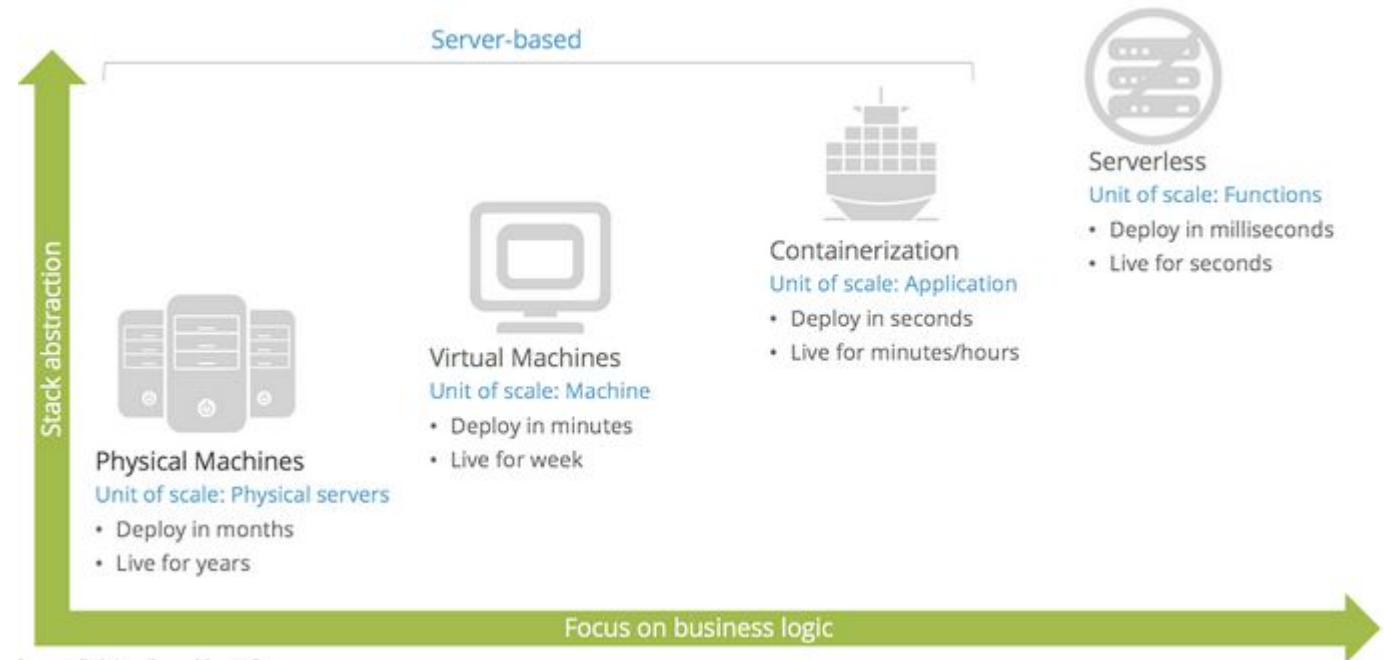 Server-based
Serverless
Unit of scale: Functions
• Deploy in milliseconds
• Live for seconds
Containerization
Unit of scale: Application
• Deploy in seconds
• Live for minutes/hours
Virtual Machines
Unit of scale: Machine
• Deploy in minutes
• Live for week
Physical Machines
Unit of scale: Physical servers
• Deploy in months
• Live for years
Stack abstraction
Focus on business logic